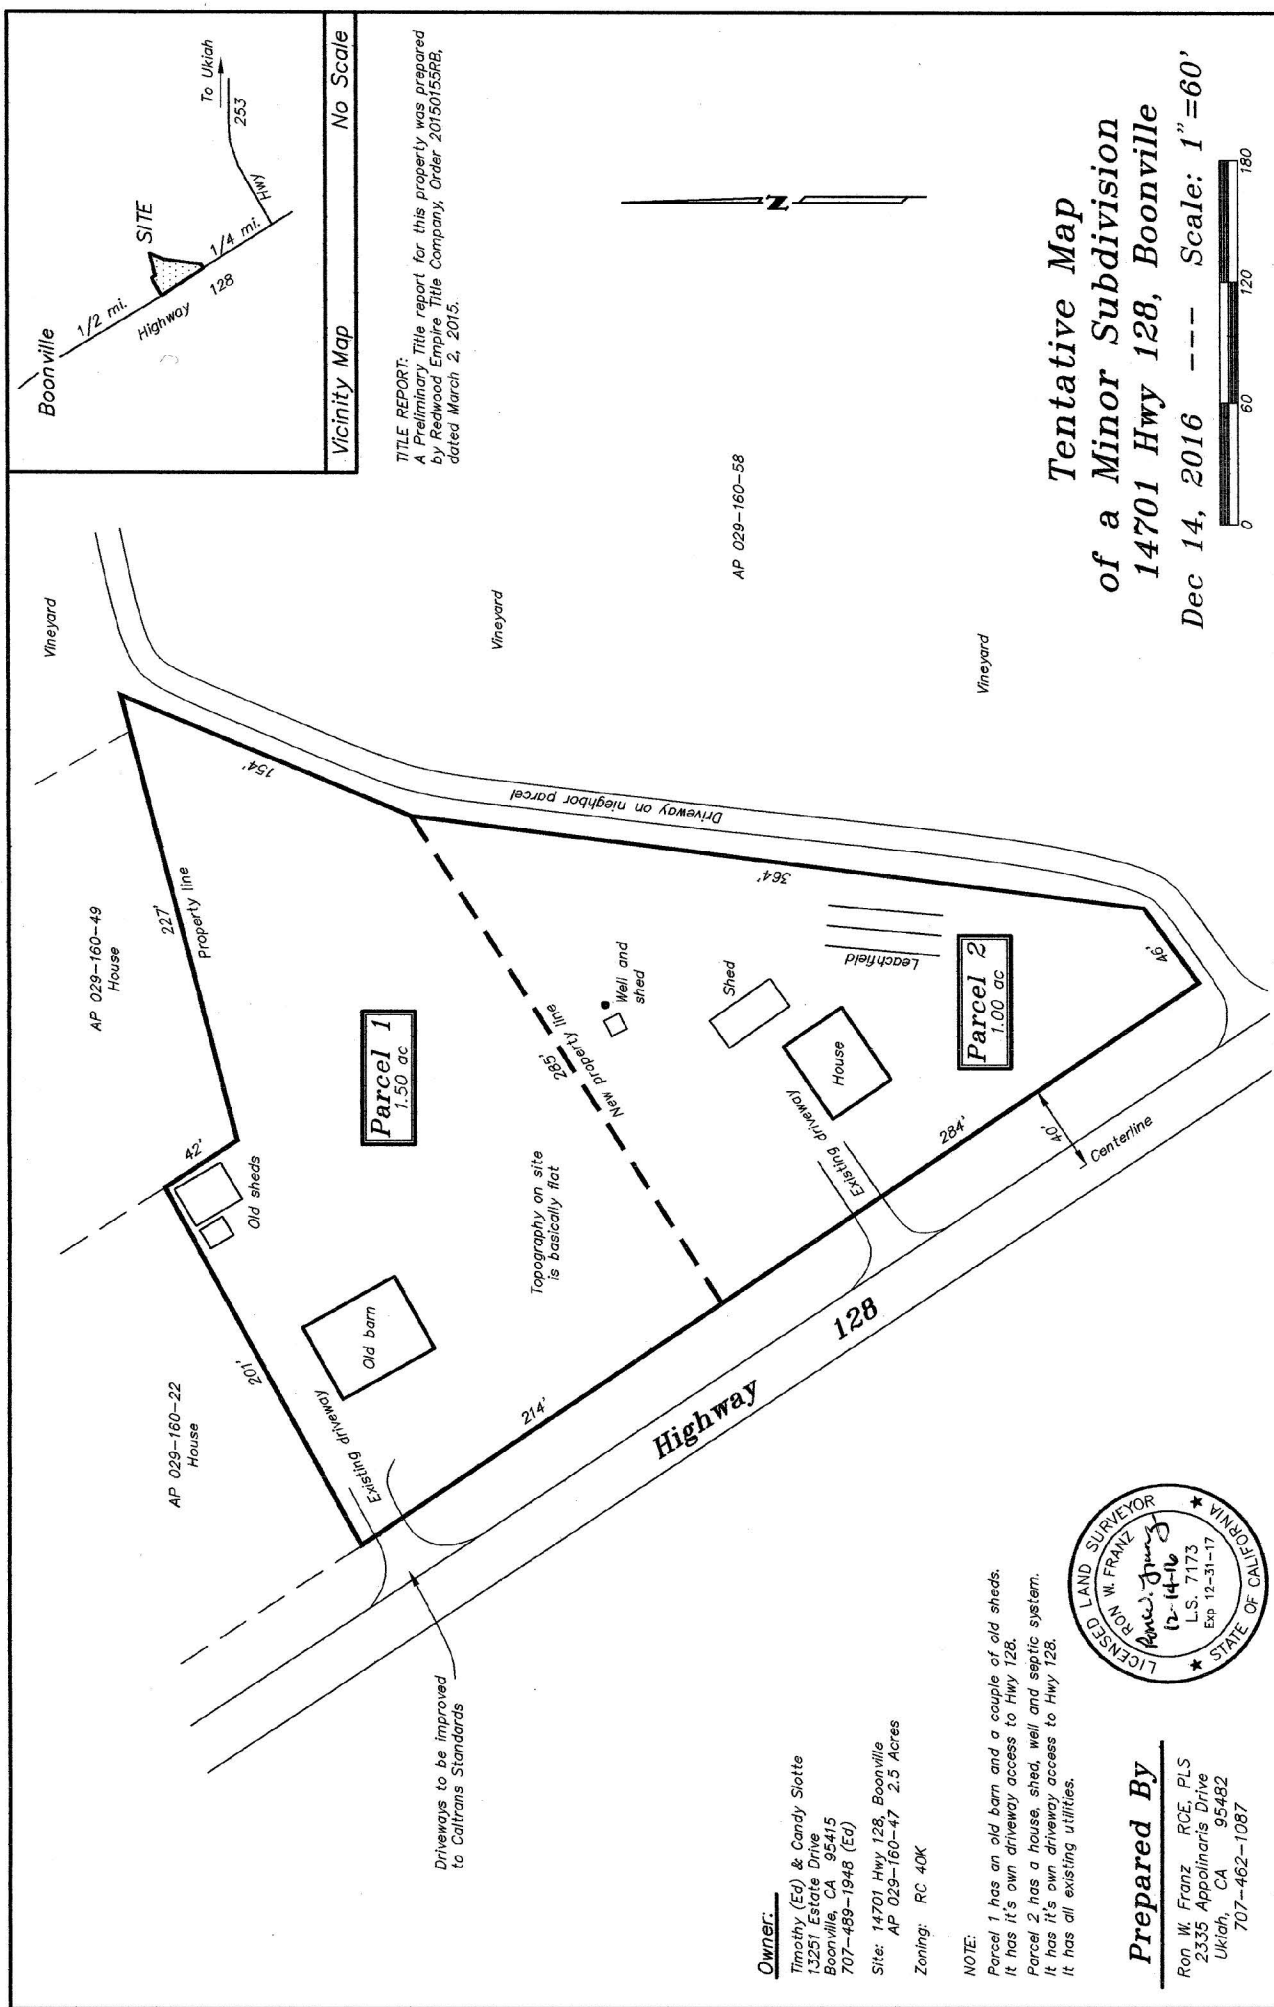 Boonville
1/2 mi.
SITE
To Ukiah
253
Hwy
1/4 mi.
Highway
128
Vicinity Map No Scale
TITLE REPORT:
A Preliminary Title report for this property was prepared
by Redwood Empire Title Company, Order 20150155RB,
dated March 2, 2015.
N
Vineyard
Vineyard
Vineyard
AP 029-160-58
AP 029-160-49
House
227'
Property line
154'
Driveway on nieghbor parcel
42'
Old sheds
AP 029-160-22
House
201'
Parcel 1
1.50 ac
Old barn
Existing driveway
Topography on site
is basically flat
285'
New property line
Well and
shed
Shed
House
364'
Leachfield
Parcel 2
1.00 ac
46'
Existing driveway
284'
214'
40'
Centerline
Highway 128
Driveways to be improved
to Caltrans Standards
Tentative Map
of a Minor Subdivision
14701 Hwy 128, Boonville
Dec 14, 2016 --- Scale: 1"=60'
0 60 120 180
Owner:
Timothy (Ed) & Candy Slotte
13251 Estate Drive
Boonville, CA 95415
707-489-1948 (Ed)
Site: 14701 Hwy 128, Boonville
AP 029-160-47 2.5 Acres
Zoning: RC 40K
NOTE:
Parcel 1 has an old barn and a couple of old sheds.
It has it's own driveway access to Hwy 128.
Parcel 2 has a house, shed, well and septic system.
It has it's own driveway access to Hwy 128.
It has all existing utilities.
Prepared By
Ron W. Franz RCE, PLS
2335 Appolinaris Drive
Ukiah, CA 95482
707-462-1087
LICENSED LAND SURVEYOR
RON W. FRANZ
Ron W. Franz
12-14-16
L.S. 7173
Exp 12-31-17
★ STATE OF CALIFORNIA ★